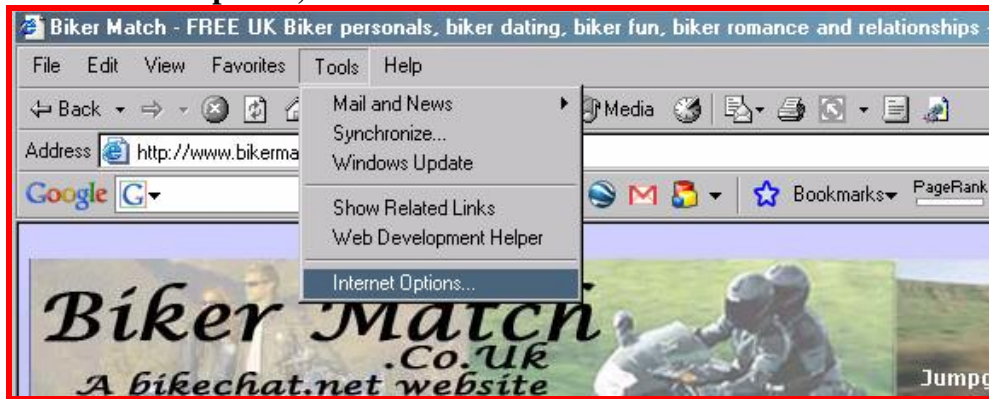 Biker Match - FREE UK Biker personals, biker dating, biker fun, biker romance and relationships -
File Edit View Favorites Tools Help
Back Media
Address http://www.bikerma
Google G Bookmarks PageRank
Mail and News
Synchronize...
Windows Update
Show Related Links
Web Development Helper
Internet Options...
Biker Match
.Co.Uk
A bikechat.net website
Jumpg